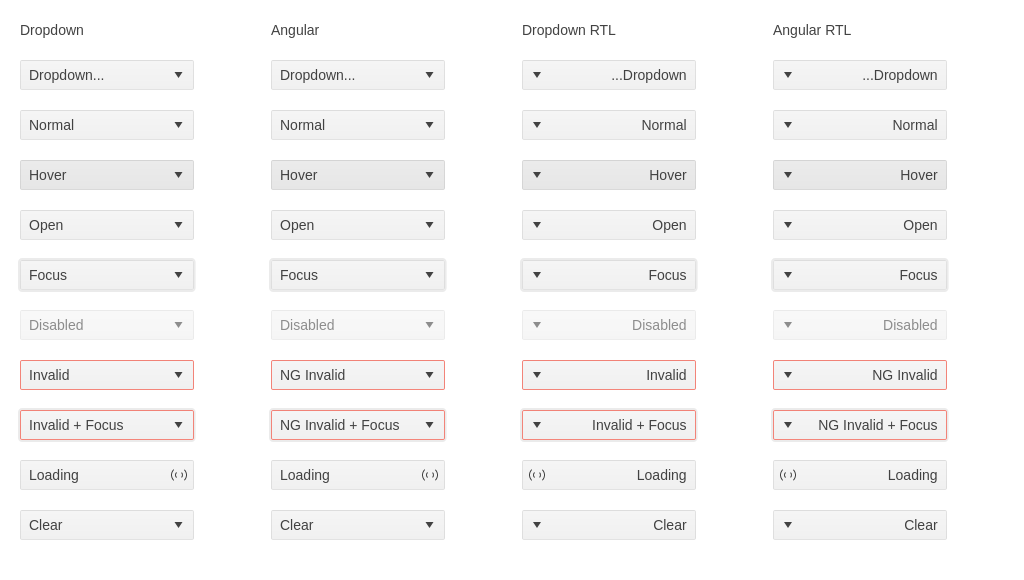 Dropdown Angular Dropdown RTL Angular RTL
Dropdown... Dropdown... ...Dropdown ...Dropdown
Normal Normal Normal Normal
Hover Hover Hover Hover
Open Open Open Open
Focus Focus Focus Focus
Disabled Disabled Disabled Disabled
Invalid NG Invalid Invalid NG Invalid
Invalid + Focus NG Invalid + Focus Invalid + Focus NG Invalid + Focus
Loading Loading Loading Loading
Clear Clear Clear Clear